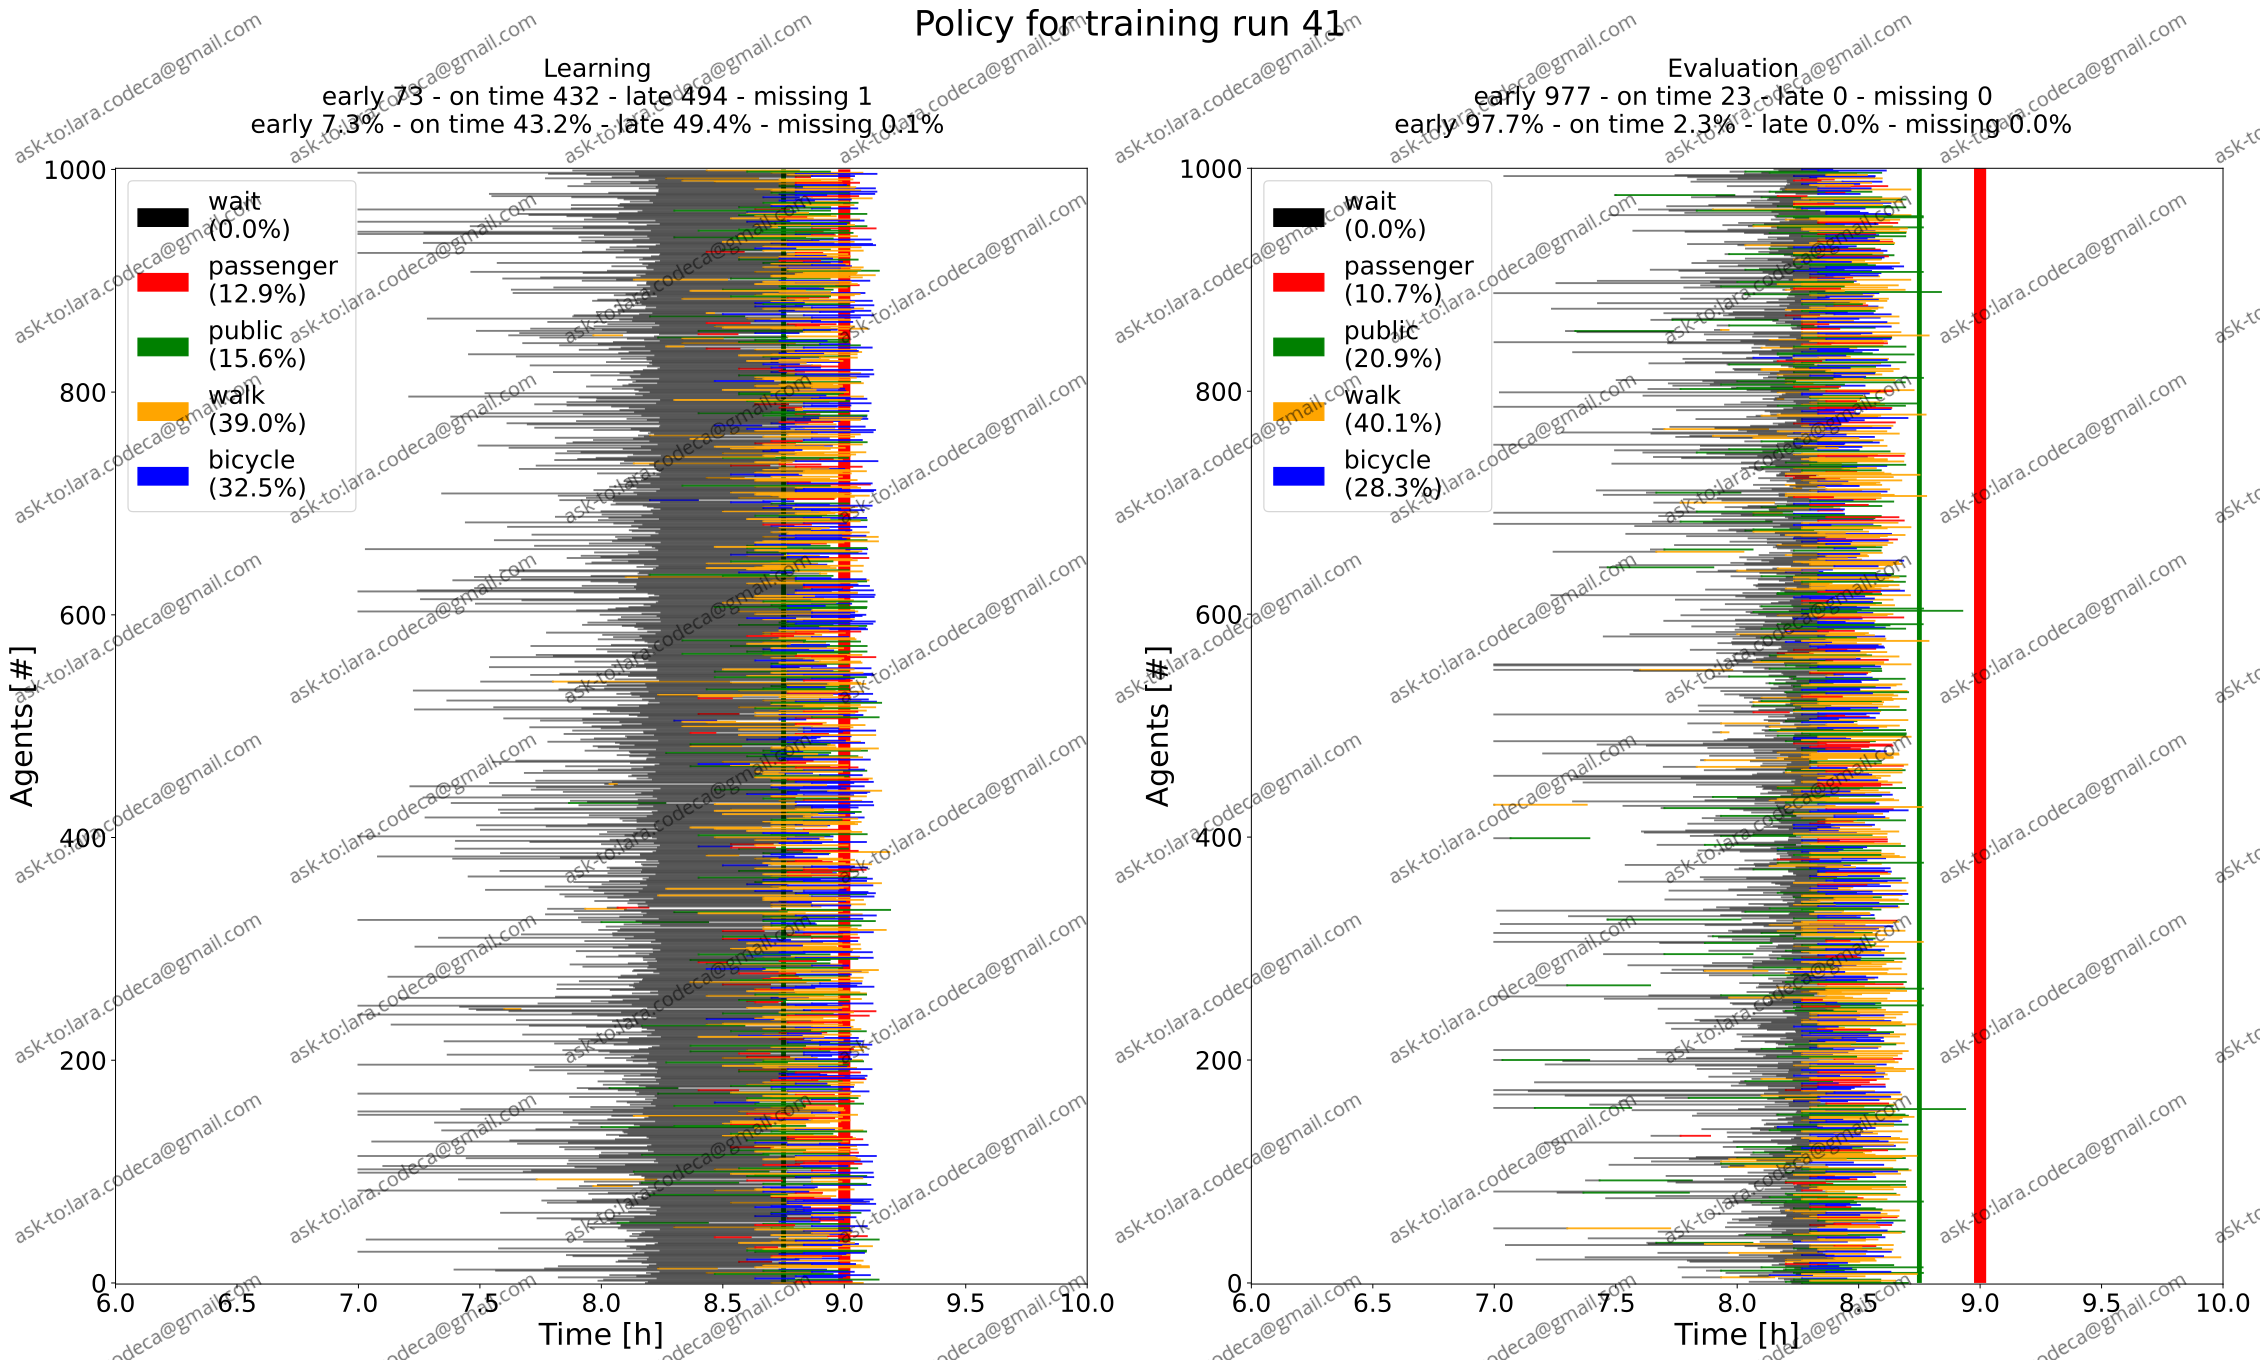 Policy for training run 41
Learning
early 73 - on time 432 - late 494 - missing 1
early 7.3% - on time 43.2% - late 49.4% - missing 0.1%
1000
800
600
400
200
0
Agents [#]
wait
(0.0%)
passenger
(12.9%)
public
(15.6%)
walk
(39.0%)
bicycle
(32.5%)
6.0 6.5 7.0 7.5 8.0 8.5 9.0 9.5 10.0
Time [h]
Evaluation
early 977 - on time 23 - late 0 - missing 0
early 97.7% - on time 2.3% - late 0.0% - missing 0.0%
1000
800
600
400
200
0
Agents [#]
wait
(0.0%)
passenger
(10.7%)
public
(20.9%)
walk
(40.1%)
bicycle
(28.3%)
6.0 6.5 7.0 7.5 8.0 8.5 9.0 9.5 10.0
Time [h]
ask-to:lara.codeca@gmail.com